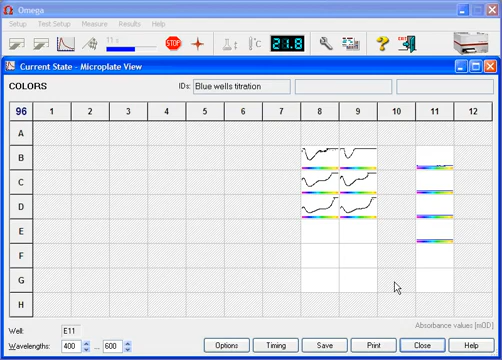 Omega
Setup Test Setup Measure Results Help
STOP °C 21.8 ? EXIT
Current State - Microplate View
COLORS IDs: Blue wells titration
96 1 2 3 4 5 6 7 8 9 10 11 12
A
B
C
D
E
F
G
H
Absorbance values [mOD]
Well: E11
Wavelengths: 400 ... 600 Options Timing Save Print Close Help